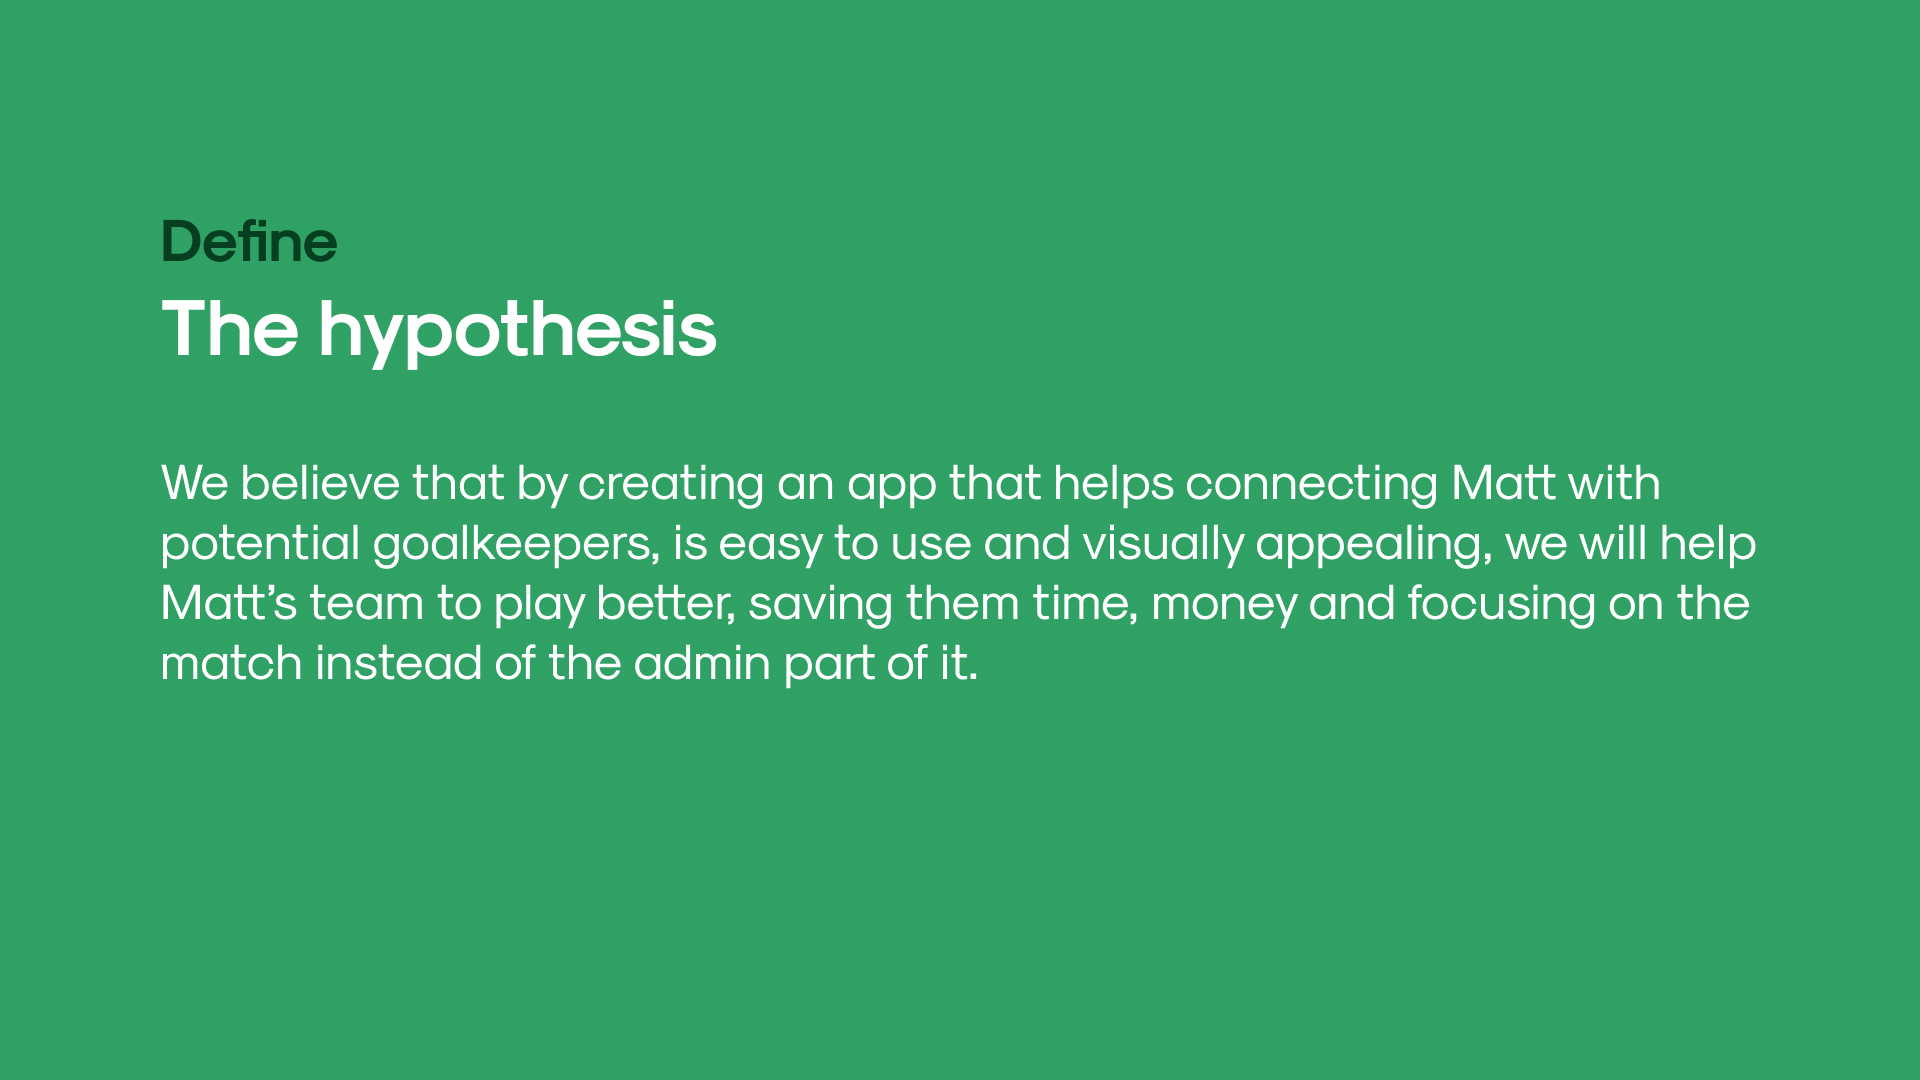 Define
The hypothesis
We believe that by creating an app that helps connecting Matt with
potential goalkeepers, is easy to use and visually appealing, we will help
Matt’s team to play better, saving them time, money and focusing on the
match instead of the admin part of it.